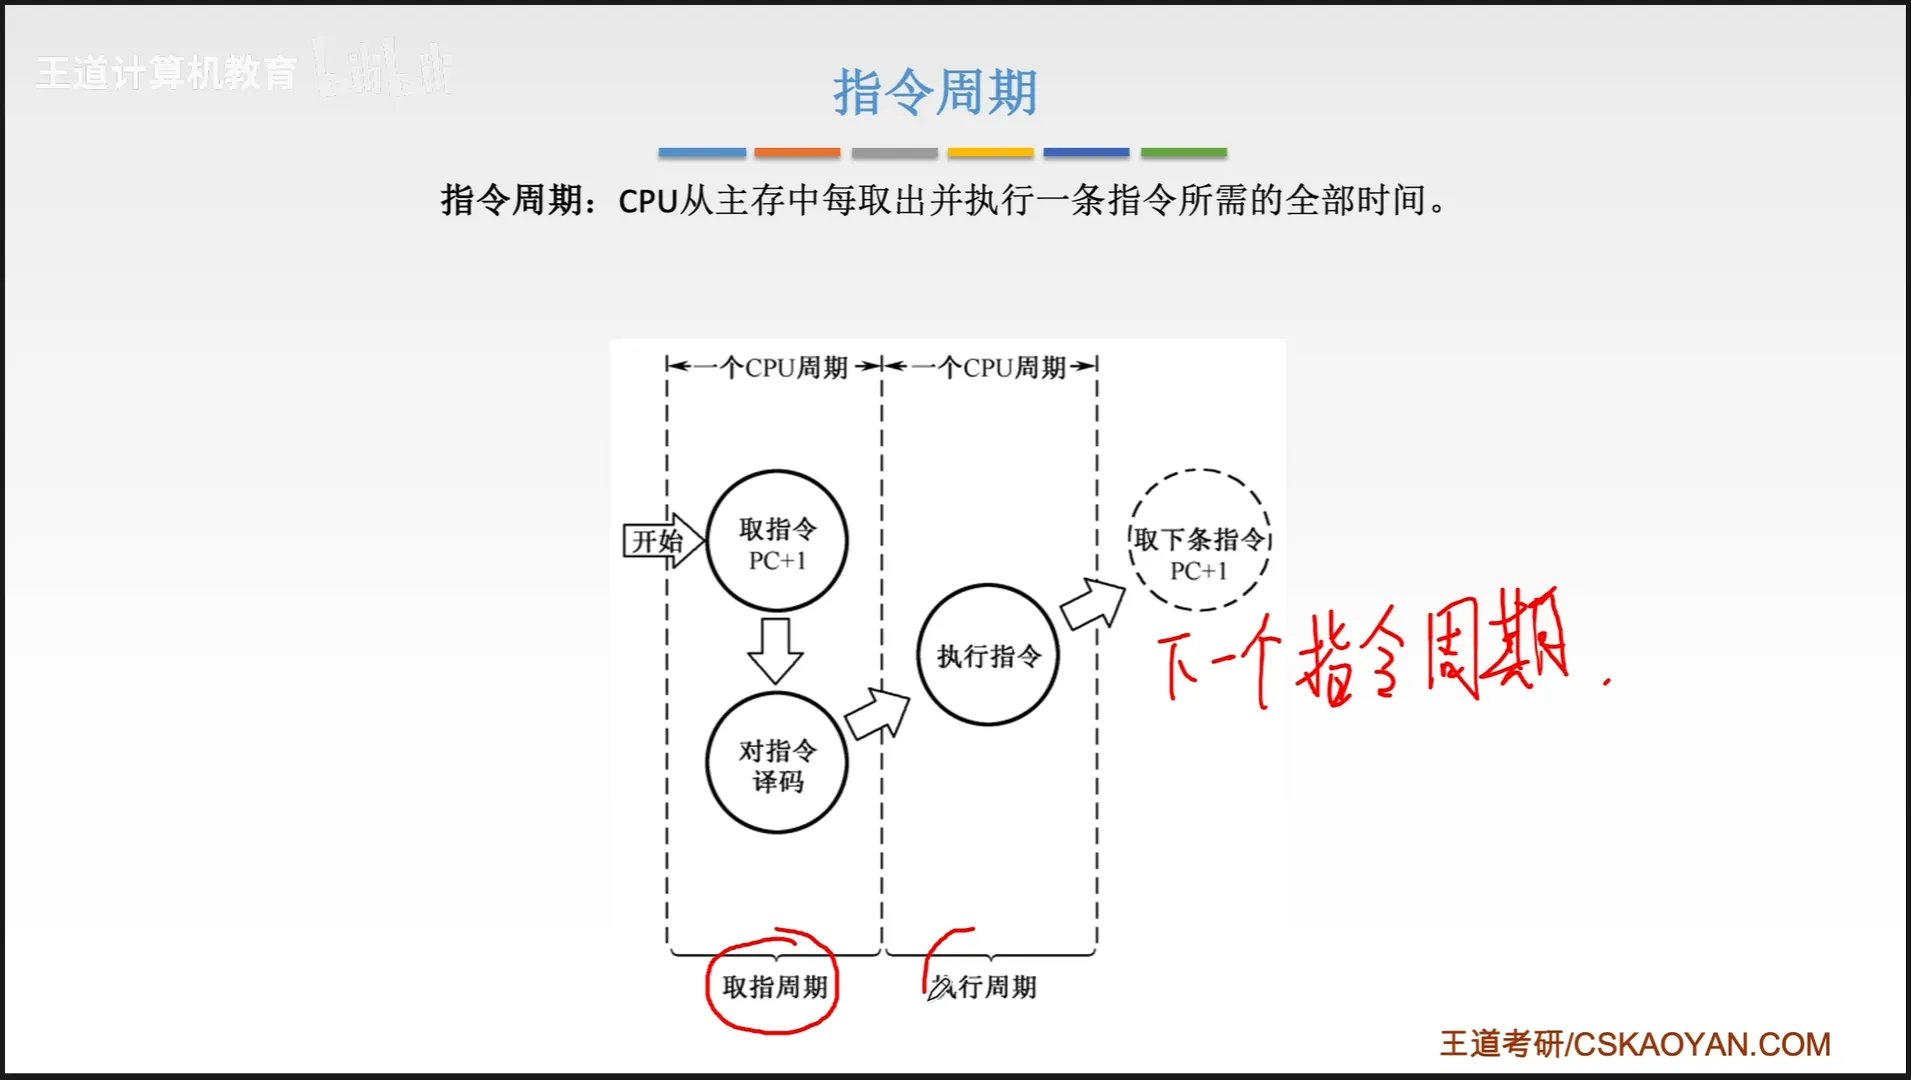 王道计算机教育 bilibili
指令周期
指令周期：CPU从主存中每取出并执行一条指令所需的全部时间。
一个CPU周期 一个CPU周期
取指令
PC+1
开始
取下条指令
PC+1
执行指令
下一个指令周期.
对指令
译码
取指周期 执行周期
王道考研/CSKAOYAN.COM